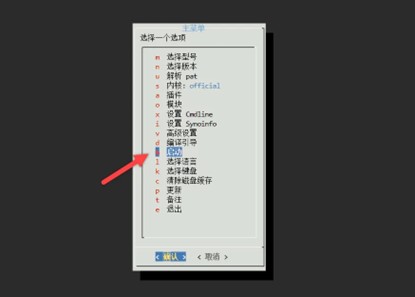 主菜单
选择一个选项
m 选择型号
n 选择版本
u 解析 pat
s 内核: official
a 插件
o 模块
x 设置 Cmdline
i 设置 Synoinfo
v 高级设置
d 编译引导
启动
l 选择语言
k 选择键盘
c 清除磁盘缓存
p 更新
t 备注
e 退出
< 确认 > < 取消 >